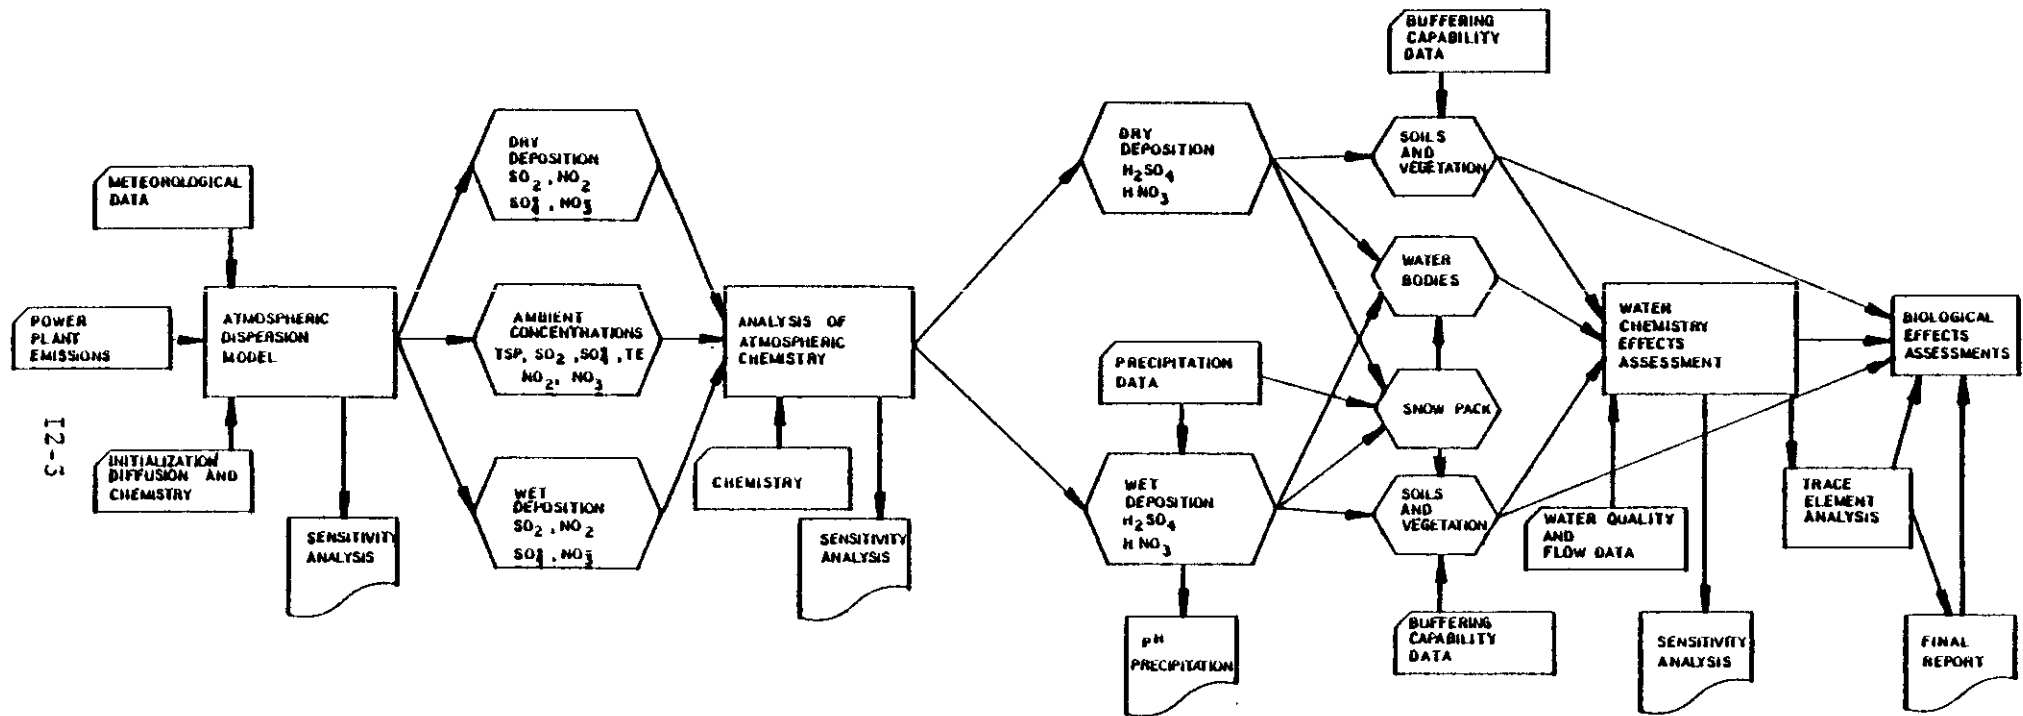 METEOROLOGICAL
DATA
POWER
PLANT
EMISSIONS
INITIALIZATION
DIFFUSION AND
CHEMISTRY
I2-3
ATMOSPHERIC
DISPERSION
MODEL
SENSITIVITY
ANALYSIS
DRY
DEPOSITION
SO2, NO2
SO4=, NO3-
AMBIENT
CONCENTRATIONS
TSP, SO2, SO4=, TE
NO2, NO3
WET
DEPOSITION
SO2, NO2
SO4=, NO3-
ANALYSIS OF
ATMOSPHERIC
CHEMISTRY
CHEMISTRY
SENSITIVITY
ANALYSIS
DRY
DEPOSITION
H2SO4
HNO3
PRECIPITATION
DATA
WET
DEPOSITION
H2SO4
HNO3
pH
PRECIPITATION
BUFFERING
CAPABILITY
DATA
SOILS
AND
VEGETATION
WATER
BODIES
SNOW PACK
SOILS
AND
VEGETATION
BUFFERING
CAPABILITY
DATA
WATER
CHEMISTRY
EFFECTS
ASSESSMENT
WATER QUALITY
AND
FLOW DATA
SENSITIVITY
ANALYSIS
TRACE
ELEMENT
ANALYSIS
BIOLOGICAL
EFFECTS
ASSESSMENTS
FINAL
REPORT